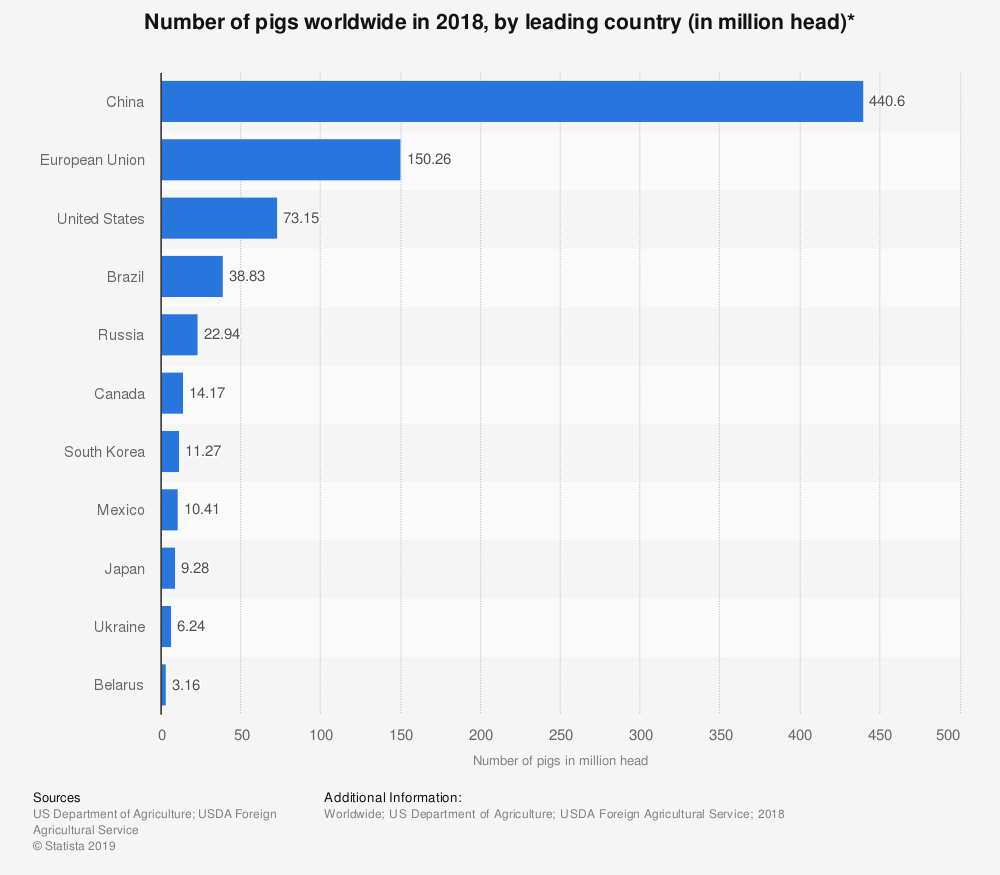 Number of pigs worldwide in 2018, by leading country (in million head)*
China 440.6
European Union 150.26
United States 73.15
Brazil 38.83
Russia 22.94
Canada 14.17
South Korea 11.27
Mexico 10.41
Japan 9.28
Ukraine 6.24
Belarus 3.16
0 50 100 150 200 250 300 350 400 450 500
Number of pigs in million head
Sources
US Department of Agriculture; USDA Foreign
Agricultural Service
© Statista 2019
Additional Information:
Worldwide; US Department of Agriculture; USDA Foreign Agricultural Service; 2018